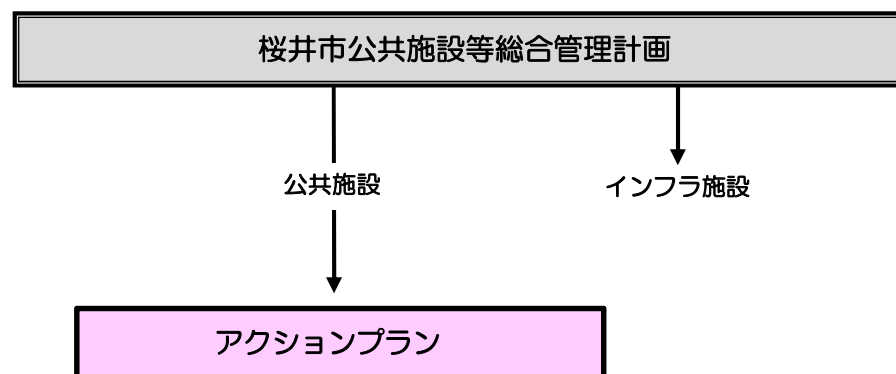 桜井市公共施設等総合管理計画
公共施設
インフラ施設
アクションプラン